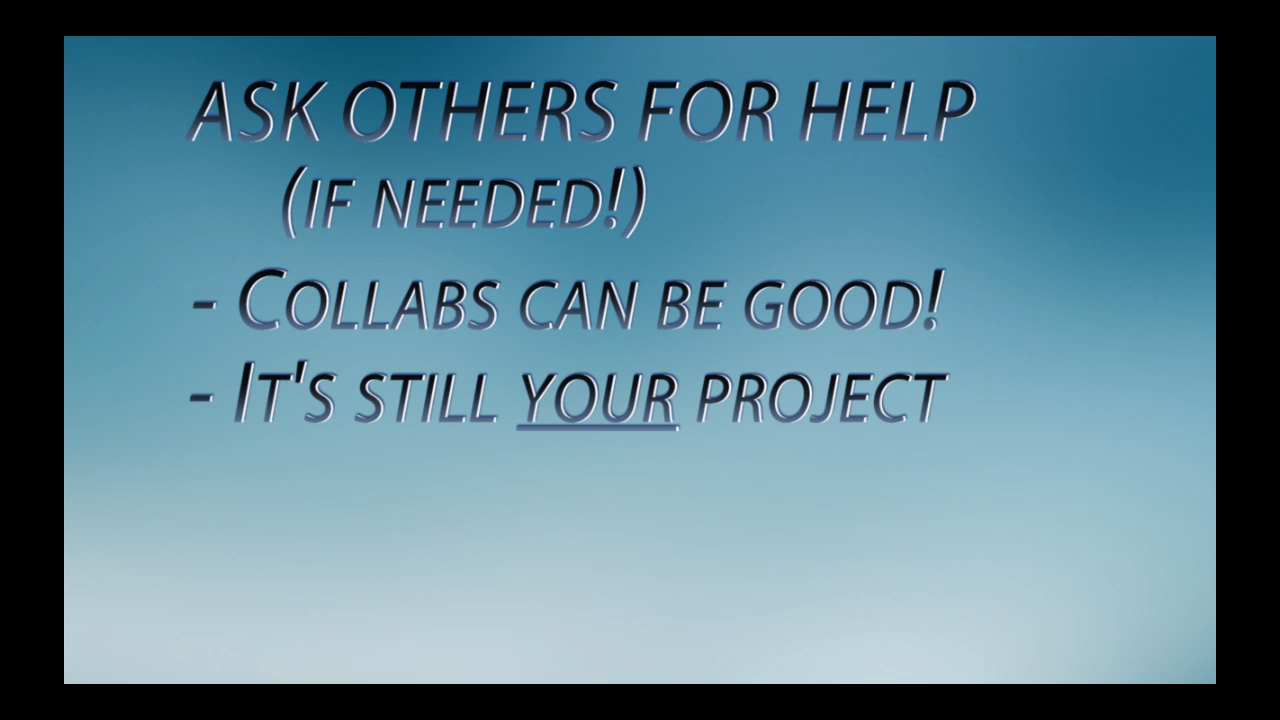 ASK OTHERS FOR HELP
(IF NEEDED!)
- COLLABS CAN BE GOOD!
- IT'S STILL YOUR PROJECT